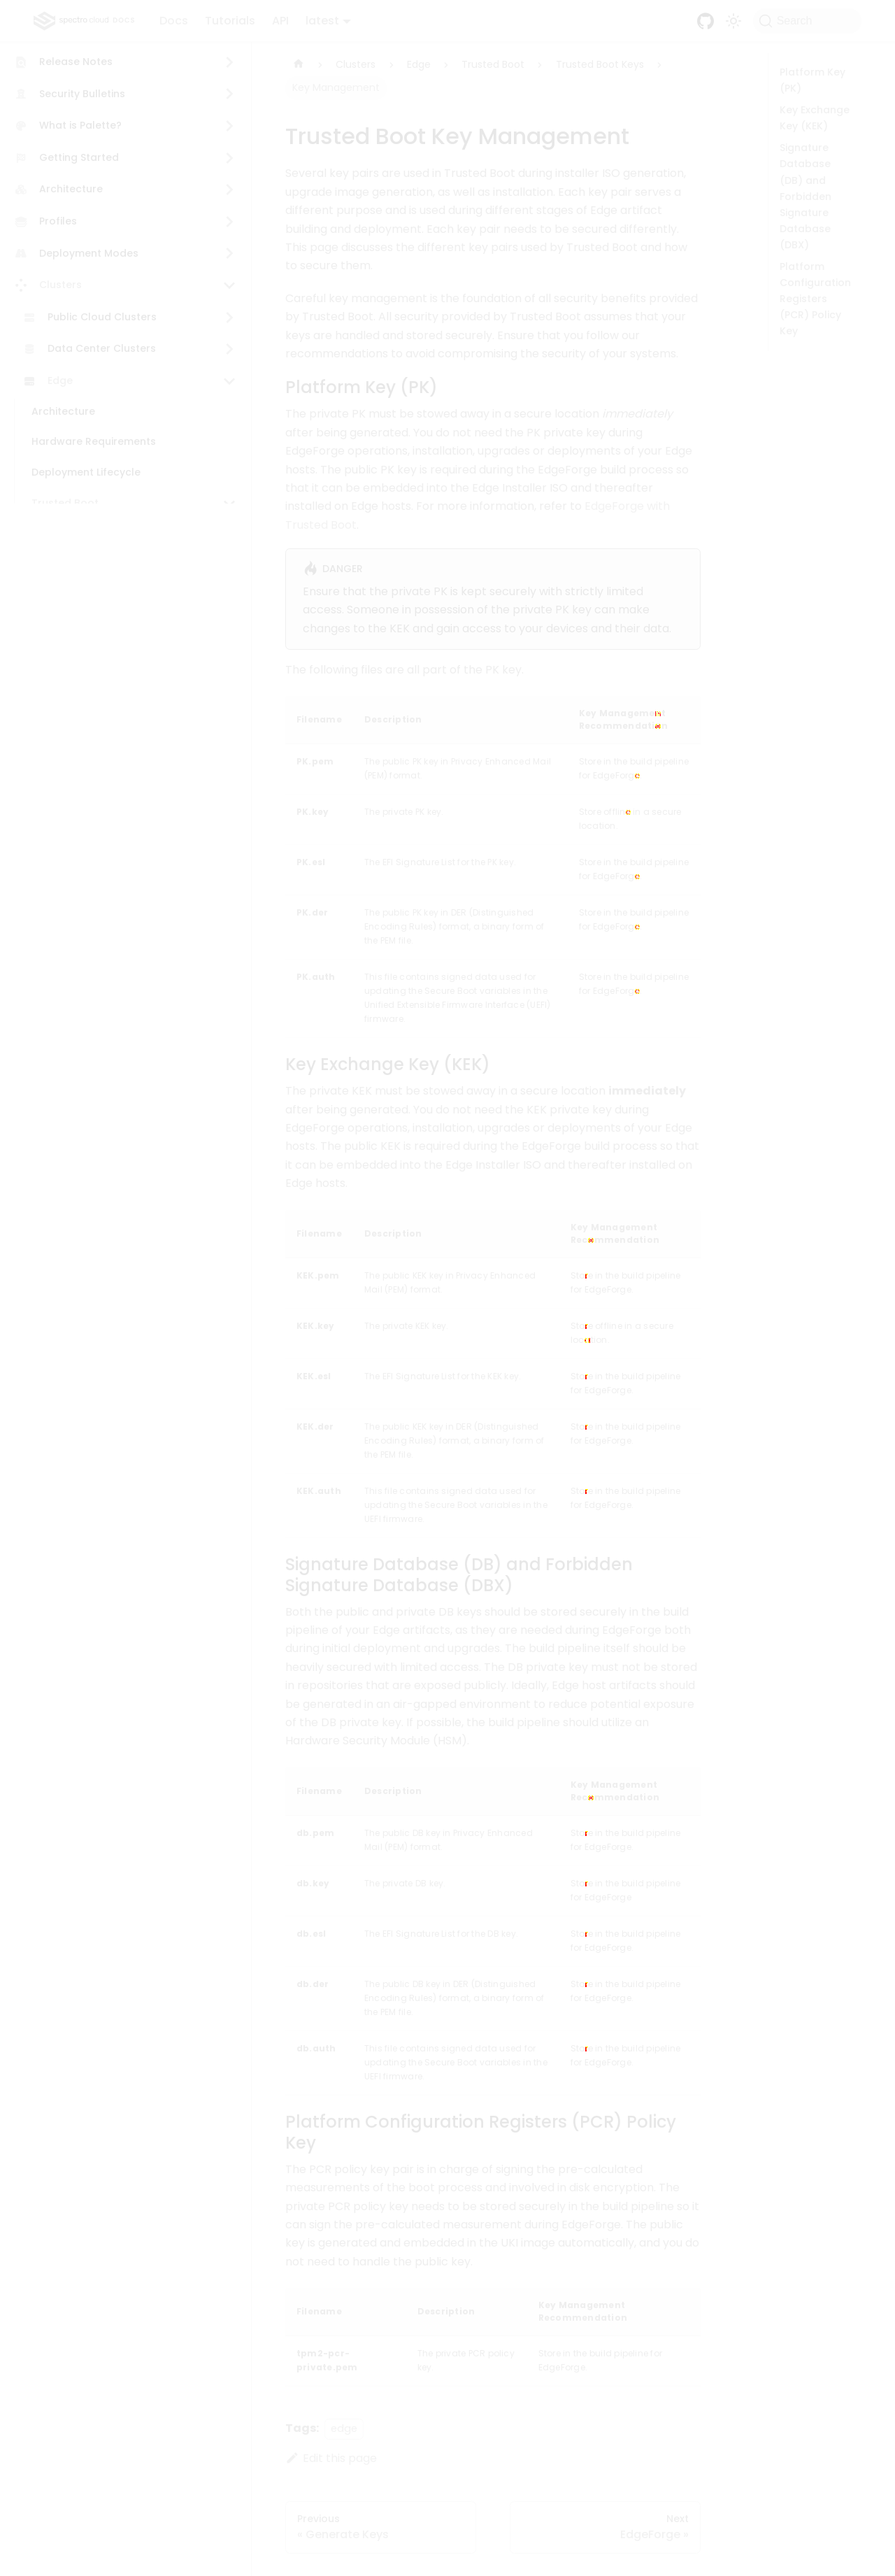 spectro cloud DOCS
Docs
Tutorials
API
latest
Search
Release Notes
Security Bulletins
What is Palette?
Getting Started
Architecture
Profiles
Deployment Modes
Clusters
Public Cloud Clusters
Data Center Clusters
Edge
Architecture
Hardware Requirements
Deployment Lifecycle
Trusted Boot
Clusters
Edge
Trusted Boot
Trusted Boot Keys
Key Management
Trusted Boot Key Management
Several key pairs are used in Trusted Boot during installer ISO generation,
upgrade image generation, as well as installation. Each key pair serves a
different purpose and is used during different stages of Edge artifact
building and deployment. Each key pair needs to be secured differently.
This page discusses the different key pairs used by Trusted Boot and how
to secure them.
Careful key management is the foundation of all security benefits provided
by Trusted Boot. All security provided by Trusted Boot assumes that your
keys are handled and stored securely. Ensure that you follow our
recommendations to avoid compromising the security of your systems.
Platform Key (PK)
The private PK must be stowed away in a secure location immediately
after being generated. You do not need the PK private key during
EdgeForge operations, installation, upgrades or deployments of your Edge
hosts. The public PK key is required during the EdgeForge build process so
that it can be embedded into the Edge Installer ISO and thereafter
installed on Edge hosts. For more information, refer to EdgeForge with
Trusted Boot.
DANGER
Ensure that the private PK is kept securely with strictly limited
access. Someone in possession of the private PK key can make
changes to the KEK and gain access to your devices and their data.
The following files are all part of the PK key.
Filename
Description
Key Management
Recommendation
PK.pem
The public PK key in Privacy Enhanced Mail
(PEM) format
Store in the build pipeline
for EdgeForge
PK.key
The private PK key
Store offline in a secure
location
PK.esl
The EFI Signature List for the PK key
Store in the build pipeline
for EdgeForge
PK.der
The public PK key in DER (Distinguished
Encoding Rules) format, a binary form of
the PEM file
Store in the build pipeline
for EdgeForge
PK.auth
This file contains signed data used for
updating the Secure Boot variables in the
Unified Extensible Firmware Interface (UEFI)
firmware.
Store in the build pipeline
for EdgeForge
Key Exchange Key (KEK)
The private KEK must be stowed away in a secure location immediately
after being generated. You do not need the KEK private key during
EdgeForge operations, installation, upgrades or deployments of your Edge
hosts. The public KEK is required during the EdgeForge build process so that
it can be embedded into the Edge Installer ISO and thereafter installed on
Edge hosts.
Filename
Description
Key Management
Recommendation
KEK.pem
The public KEK key in Privacy Enhanced
Mail (PEM) format
Store in the build pipeline
for EdgeForge
KEK.key
The private KEK key
Store offline in a secure
location
KEK.esl
The EFI Signature List for the KEK key
Store in the build pipeline
for EdgeForge
KEK.der
The public KEK key in DER (Distinguished
Encoding Rules) format, a binary form of
the PEM file
Store in the build pipeline
for EdgeForge
KEK.auth
This file contains signed data used for
updating the Secure Boot variables in the
UEFI firmware.
Store in the build pipeline
for EdgeForge
Signature Database (DB) and Forbidden
Signature Database (DBX)
Both the public and private DB keys should be stored securely in the build
pipeline of your Edge artifacts, as they are needed during EdgeForge both
during initial deployment and upgrades. The build pipeline itself should be
heavily secured with limited access. The DB private key must not be stored
in repositories that are exposed publicly. Ideally, Edge host artifacts should
be generated in an air-gapped environment to reduce potential exposure
of the DB private key. If possible, the build pipeline should utilize an
Hardware Security Module (HSM).
Filename
Description
Key Management
Recommendation
db.pem
The public DB key in Privacy Enhanced
Mail (PEM) format
Store in the build pipeline
for EdgeForge
db.key
The private DB key
Store in the build pipeline
for EdgeForge
db.esl
The EFI Signature List for the DB key
Store in the build pipeline
for EdgeForge
db.der
The public DB key in DER (Distinguished
Encoding Rules) format, a binary form of
the PEM file
Store in the build pipeline
for EdgeForge
db.auth
This file contains signed data used for
updating the Secure Boot variables in the
UEFI firmware.
Store in the build pipeline
for EdgeForge
Platform Configuration Registers (PCR) Policy
Key
The PCR policy key pair is in charge of signing the pre-calculated
measurements of the boot process and involved in disk encryption. The
private PCR policy key needs to be stored securely in the build pipeline so it
can sign the pre-calculated measurement during EdgeForge. The public
key is generated and embedded in the UKI image automatically, and you do
not need to handle the public key.
Filename
Description
Key Management
Recommendation
tpm2-pcr-
private.pem
The private PCR policy
key
Store in the build pipeline for
EdgeForge
Tags: edge
Edit this page
Previous
« Generate Keys
Next
EdgeForge »
Platform Key
(PK)
Key Exchange
Key (KEK)
Signature
Database
(DB) and
Forbidden
Signature
Database
(DBX)
Platform
Configuration
Registers
(PCR) Policy
Key